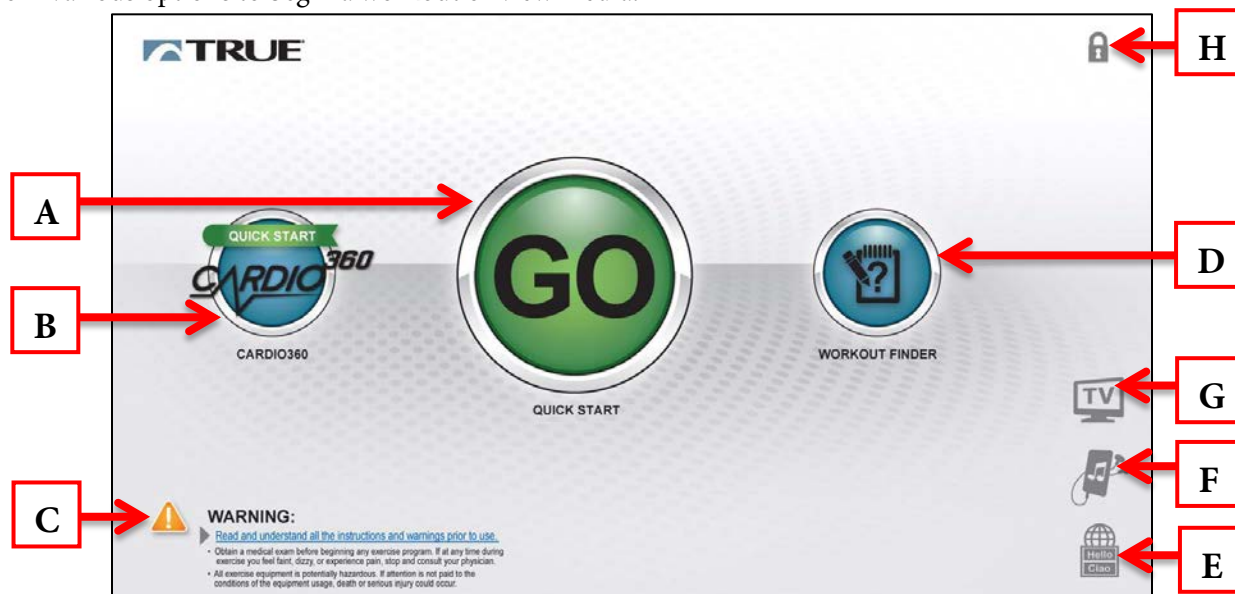 TRUE
H
A
QUICK START
CARDIO360
GO
D
B
CARDIO360
WORKOUT FINDER
QUICK START
TV
G
F
C
WARNING:
Read and understand all the instructions and warnings prior to use.
• Obtain a medical exam before beginning any exercise program. If at any time during
exercise you feel faint, dizzy, or experience pain, stop and consult your physician.
• All exercise equipment is potentially hazardous. If attention is not paid to the
conditions of the equipment usage, death or serious injury could occur.
Hello
Ciao
E